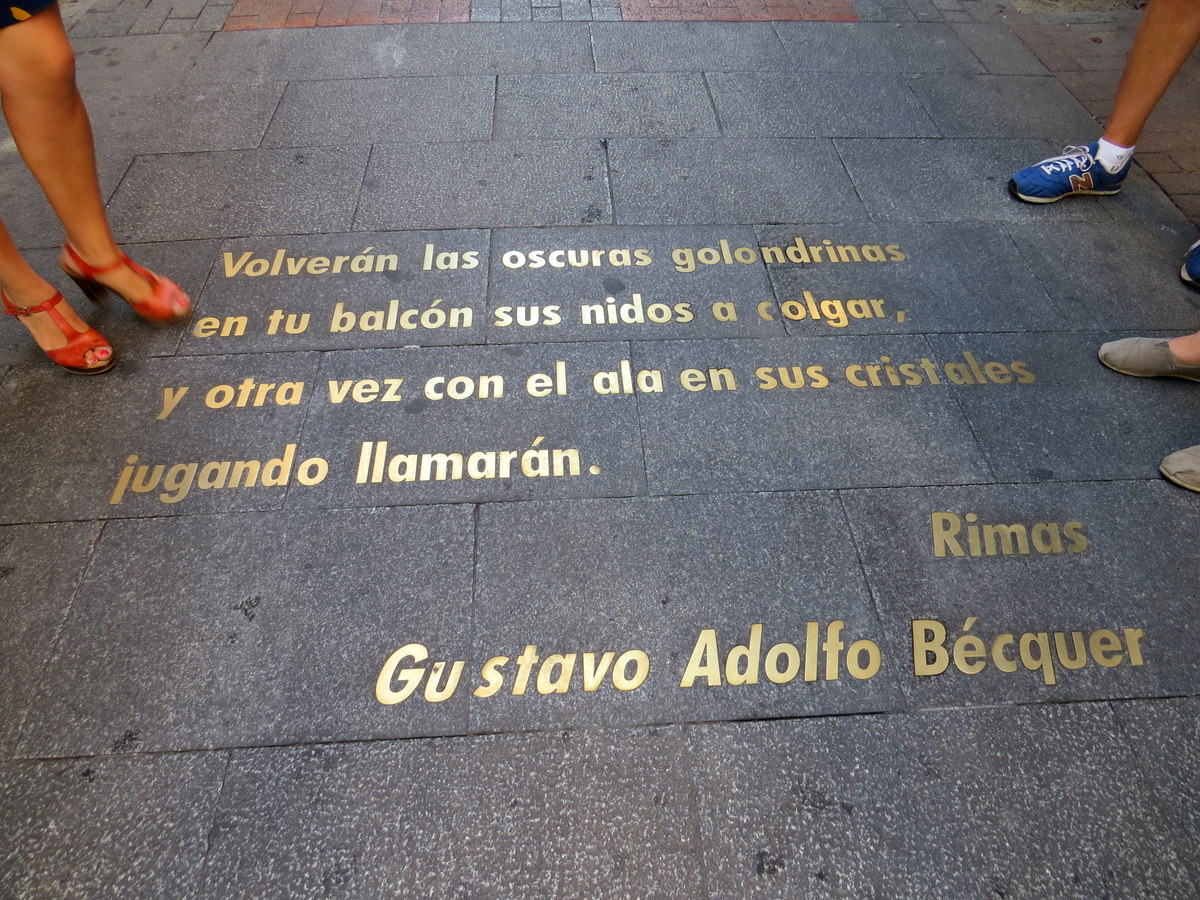 Volverán las oscuras golondrinas
en tu balcón sus nidos a colgar,
y otra vez con el ala en sus cristales
jugando llamarán.
Rimas
Gustavo Adolfo Bécquer
N